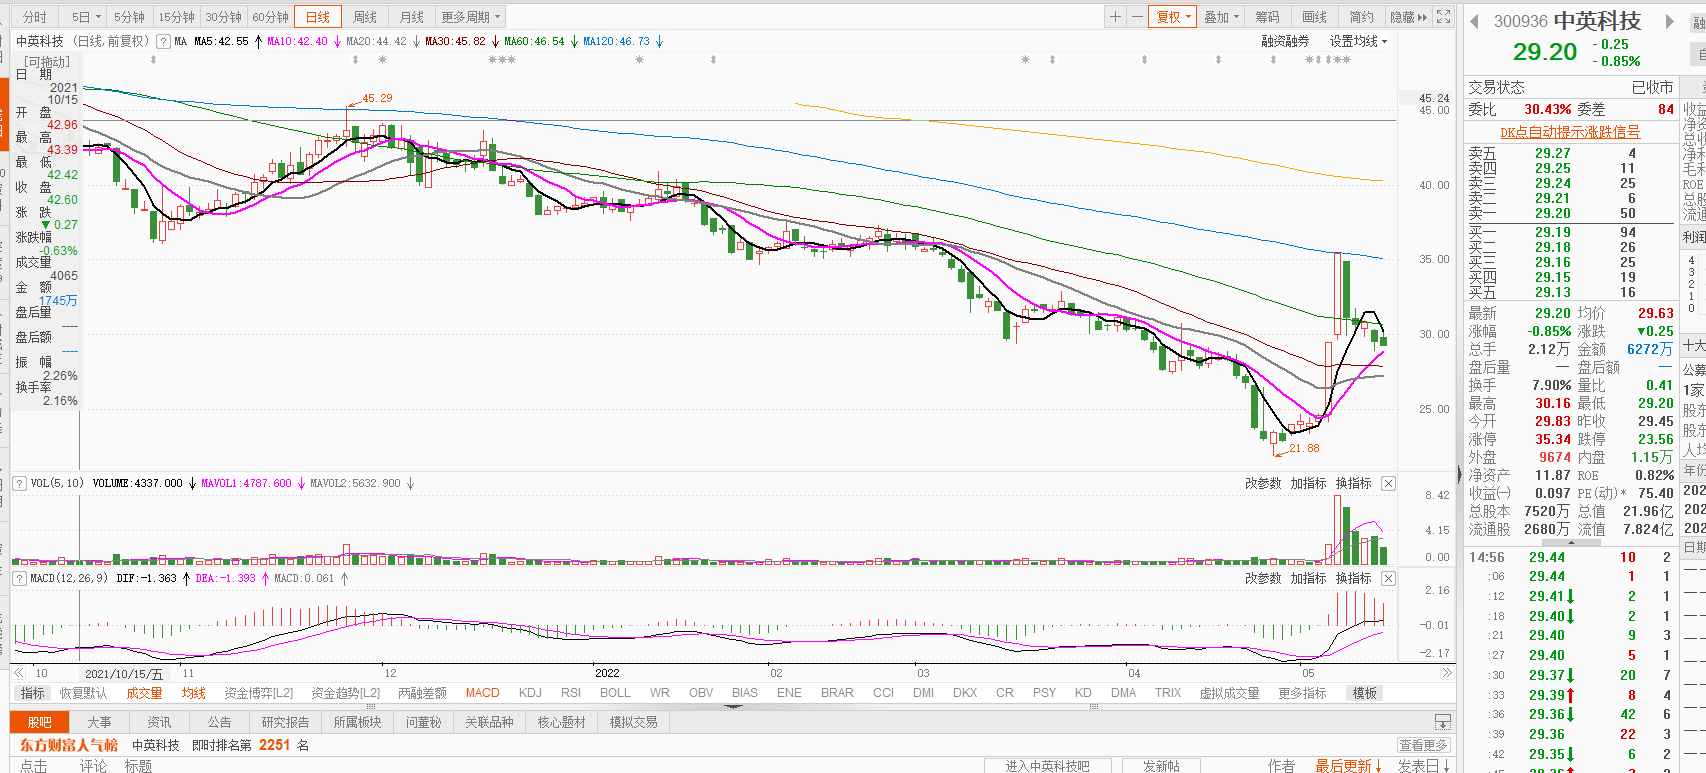 分时 5日 5分钟 15分钟 30分钟 60分钟 日线 周线 月线 更多周期 复权 叠加 筹码 画线 简约 隐藏
中英科技 (日线,前复权) ? MA MA5:42.55 MA10:42.40 MA20:44.42 MA30:45.82 MA60:46.54 MA120:46.73 融资融券 设置均线
[可拖动]
日 期
2021
10/15
开 盘
42.96
最 高
43.39
最 低
42.42
收 盘
42.60
涨 跌
▼0.27
涨跌幅
-0.63%
成交量
4065
金 额
1745万
盘后量
----
盘后额
----
振 幅
2.26%
换手率
2.16%
45.29
21.88
45.24
45.00
40.00
35.00
30.00
25.00
? VOL(5,10) VOLUME:4337.000 MAVOL1:4787.600 MAVOL2:5632.900 改参数 加指标 换指标
8.42
4.15
0.00
? MACD(12,26,9) DIF:-1.363 DEA:-1.393 MACD:0.061 改参数 加指标 换指标
2.16
-0.01
-2.17
10 2021/10/15/五 11 12 2022 02 03 04 05
指标 恢复默认 成交量 均线 资金博弈[L2] 资金趋势[L2] 两融差额 MACD KDJ RSI BOLL WR OBV BIAS ENE BRAR CCI DMI DKX CR PSY KD DMA TRIX 虚拟成交量 更多指标 模板
股吧 大事 资讯 公告 研究报告 所属板块 问董秘 关联品种 核心题材 模拟交易
东方财富人气榜 中英科技 即时排名第 2251 名 查看更多
点击 评论 标题 进入中英科技吧 发新帖 作者 最后更新↓ 发表日↓
300936 中英科技
29.20 -0.25
-0.85%
交易状态 已收市
委比 30.43% 委差 84
DK点自动提示涨跌信号
卖五 29.27 4
卖四 29.25 11
卖三 29.24 25
卖二 29.21 6
卖一 29.20 50
买一 29.19 94
买二 29.18 26
买三 29.16 25
买四 29.15 19
买五 29.13 16
最新 29.20 均价 29.63
涨幅 -0.85% 涨跌 ▼0.25
总手 2.12万 金额 6272万
盘后量 — 盘后额 —
换手 7.90% 量比 0.41
最高 30.16 最低 29.20
今开 29.83 昨收 29.45
涨停 35.34 跌停 23.56
外盘 9674 内盘 1.15万
净资产 11.87 ROE 0.82%
收益㈠ 0.097 PE(动)* 75.40
总股本 7520万 总值 21.96亿
流通股 2680万 流值 7.824亿
14:56 29.44 10 2
:06 29.44 1 1
:12 29.41↓ 2 1
:18 29.40↓ 2 1
:21 29.40 9 3
:27 29.40 5 1
:30 29.37↓ 20 7
:33 29.39↑ 8 4
:36 29.36↓ 42 6
:39 29.36 22 3
:42 29.35↓ 6 2
ROE
利润
4
3
2
1
0
十大
公募
1家
股东
股东
人均
年份
202
202
202
日期